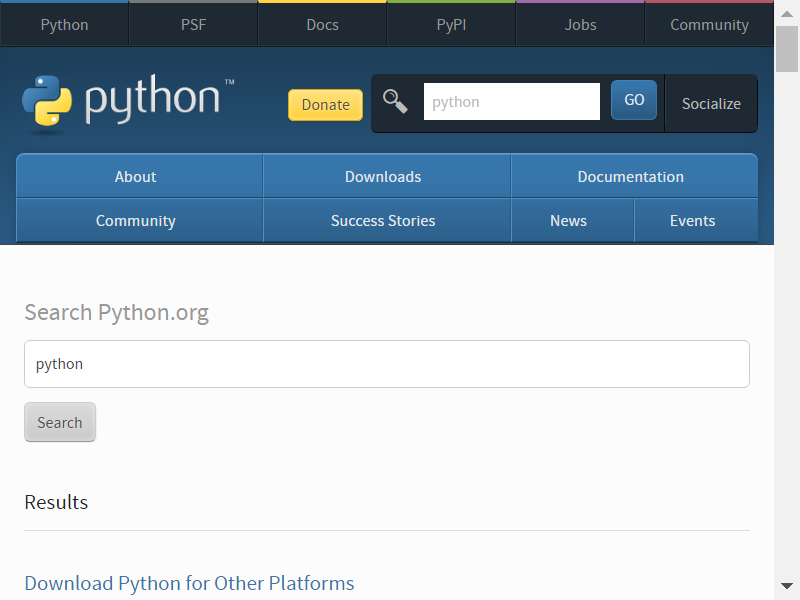 Python PSF Docs PyPI Jobs Community
python™ Donate python GO Socialize
About Downloads Documentation
Community Success Stories News Events
Search Python.org
python
Search
Results
Download Python for Other Platforms